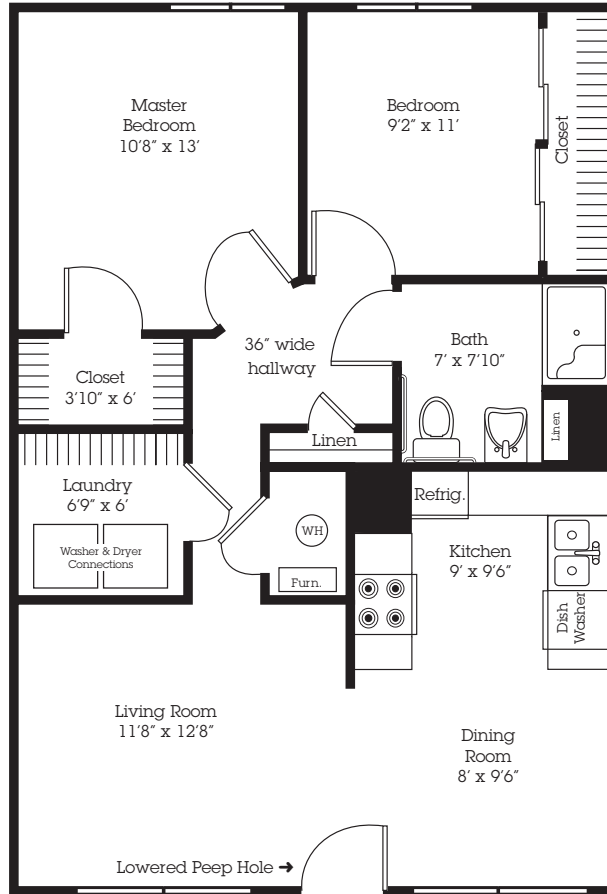 Master
Bedroom
10'8" x 13'
Bedroom
9'2" x 11'
Closet
36" wide
hallway
Bath
7' x 7'10"
Closet
3'10" x 6'
Linen
Linen
Laundry
6'9" x 6'
Washer & Dryer
Connections
WH
Furn.
Refrig.
Kitchen
9' x 9'6"
Dish
Washer
Living Room
11'8" x 12'8"
Dining
Room
8' x 9'6"
Lowered Peep Hole →